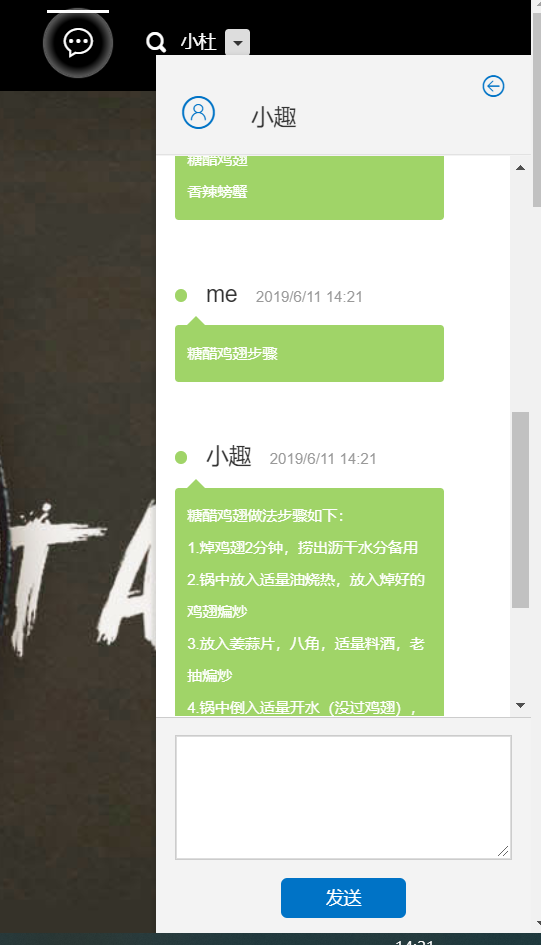 小杜
小趣
糖醋鸡翅
香辣螃蟹
me 2019/6/11 14:21
糖醋鸡翅步骤
小趣 2019/6/11 14:21
糖醋鸡翅做法步骤如下：
1.焯鸡翅2分钟，捞出沥干水分备用
2.锅中放入适量油烧热，放入焯好的
鸡翅煸炒
3.放入姜蒜片，八角，适量料酒，老
抽煸炒
4.锅中倒入适量开水（没过鸡翅），
TA
发送
14:21